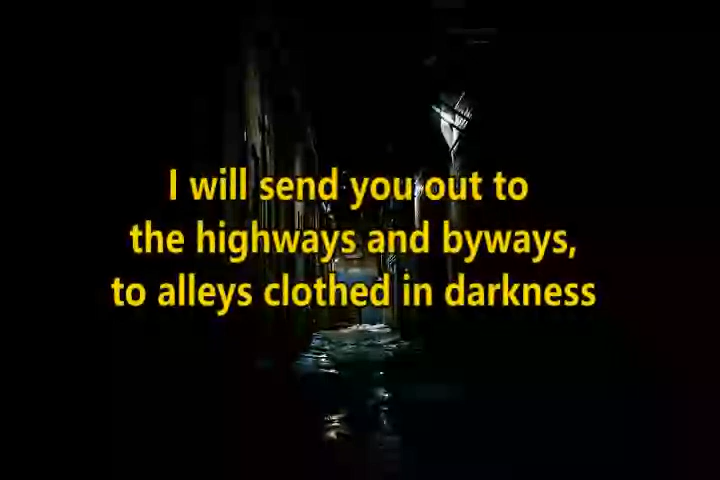 I will send you out to
the highways and byways,
to alleys clothed in darkness